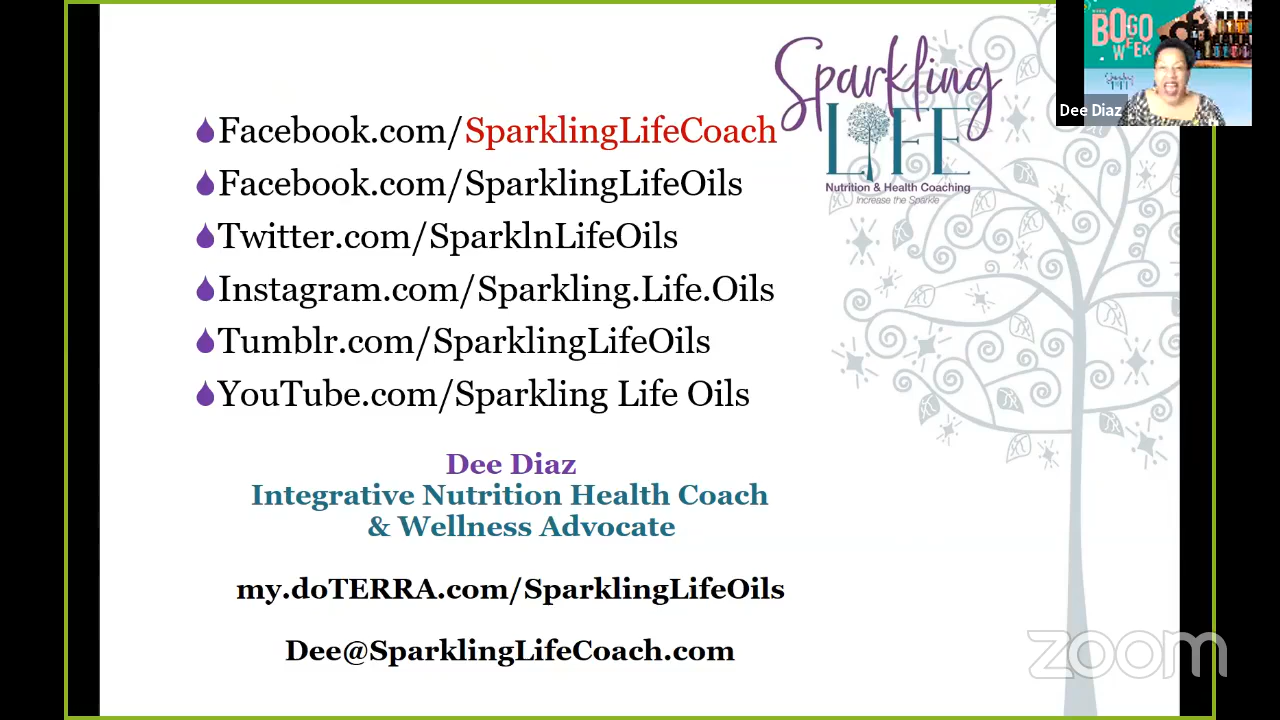 Facebook.com/SparklingLifeCoach
Facebook.com/SparklingLifeOils
Twitter.com/SparklnLifeOils
Instagram.com/Sparkling.Life.Oils
Tumblr.com/SparklingLifeOils
YouTube.com/Sparkling Life Oils
Dee Diaz
Integrative Nutrition Health Coach
& Wellness Advocate
my.doTERRA.com/SparklingLifeOils
Dee@SparklingLifeCoach.com
Sparkling
LIFE
Nutrition & Health Coaching
Increase the Sparkle
BOGO
WEEK
Dee Diaz
zoom